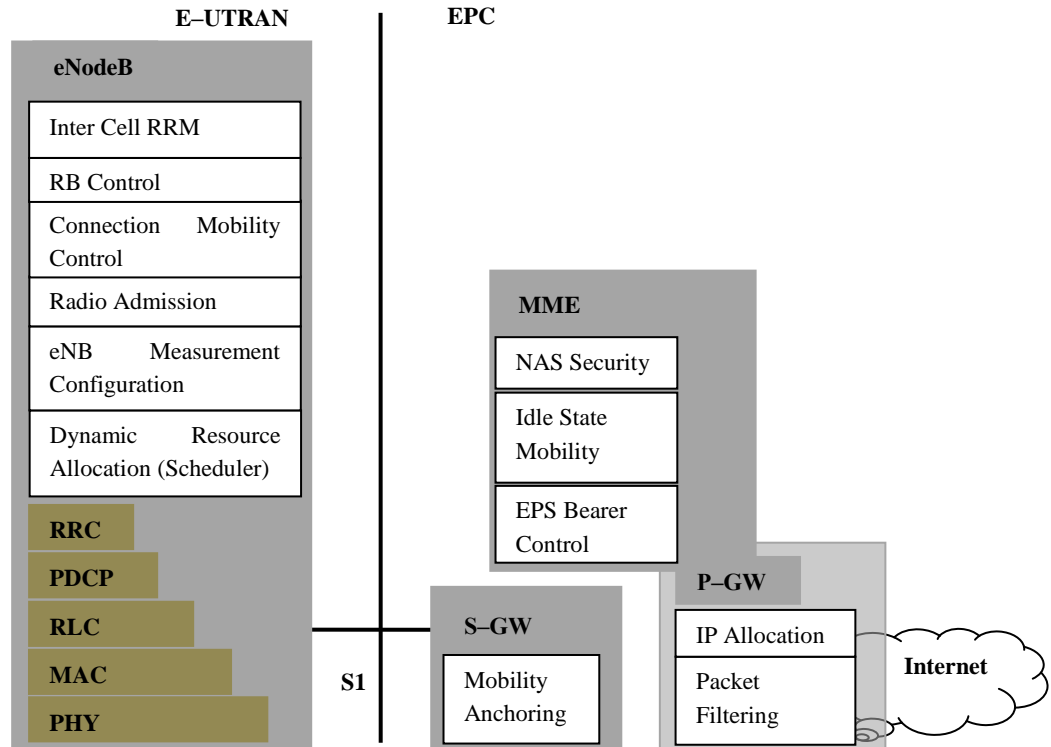 E–UTRAN
EPC
eNodeB
Inter Cell RRM
RB Control
Connection Mobility
Control
Radio Admission
eNB Measurement
Configuration
Dynamic Resource
Allocation (Scheduler)
RRC
PDCP
RLC
MAC
PHY
S1
MME
NAS Security
Idle State
Mobility
EPS Bearer
Control
S–GW
Mobility
Anchoring
P–GW
IP Allocation
Packet
Filtering
Internet